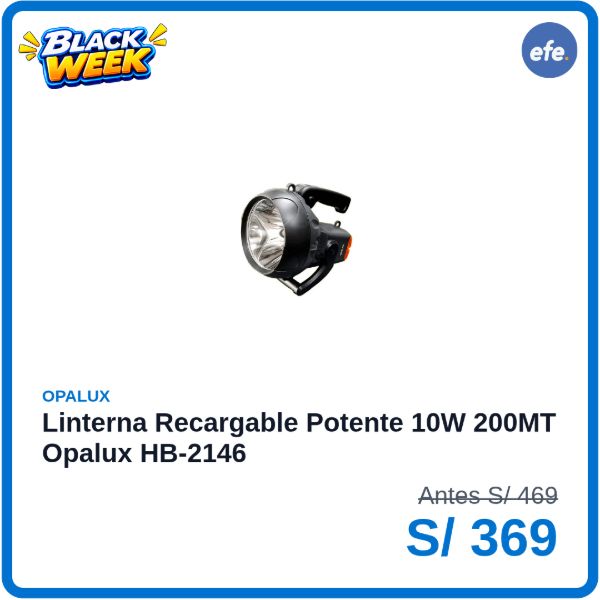 BLACK
WEEK
efe.
OPALUX
Linterna Recargable Potente 10W 200MT
Opalux HB-2146
Antes S/ 469
S/ 369